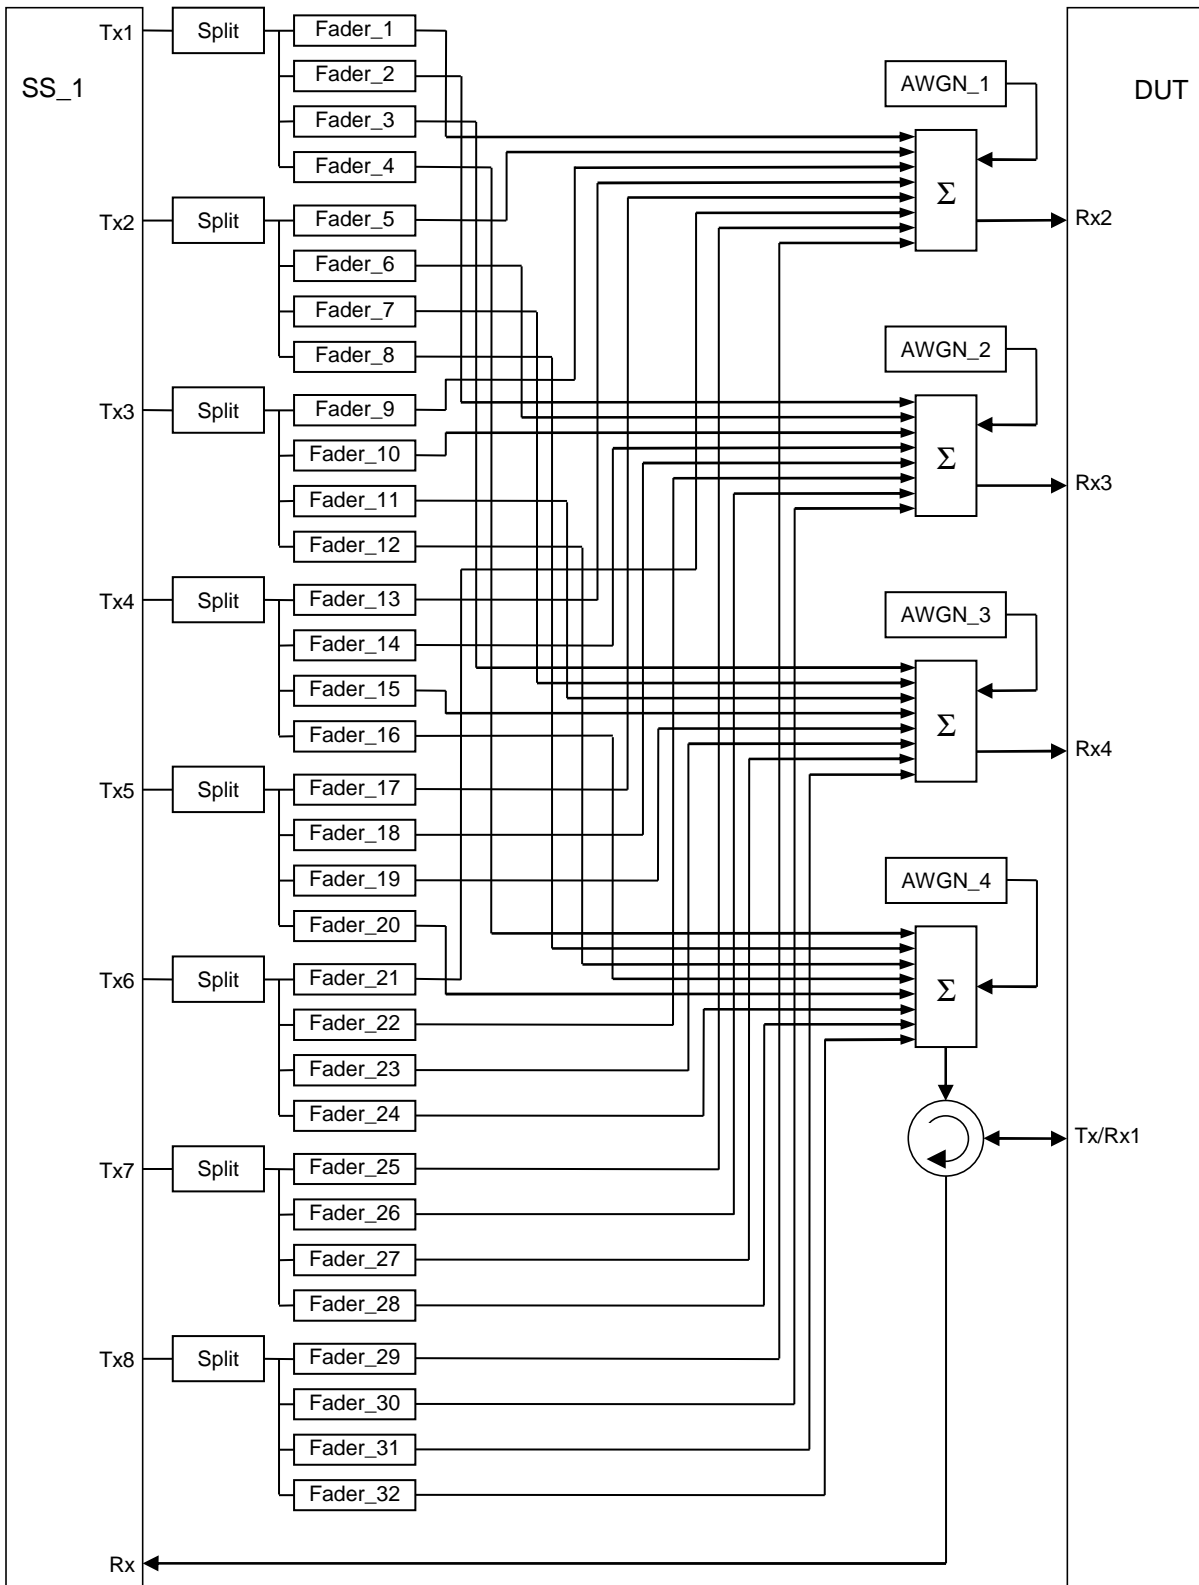 Tx1 Split Fader_1
SS_1
Fader_2
AWGN_1
DUT
Fader_3
Fader_4
Σ
Tx2 Split Fader_5
Rx2
Fader_6
Fader_7
Fader_8
AWGN_2
Tx3 Split Fader_9
Fader_10
Σ
Rx3
Fader_11
Fader_12
Tx4 Split Fader_13
AWGN_3
Fader_14
Fader_15
Σ
Fader_16
Rx4
Tx5 Split Fader_17
Fader_18
Fader_19
AWGN_4
Fader_20
Tx6 Split Fader_21
Σ
Fader_22
Fader_23
Fader_24
Tx/Rx1
Tx7 Split Fader_25
Fader_26
Fader_27
Fader_28
Tx8 Split Fader_29
Fader_30
Fader_31
Fader_32
Rx